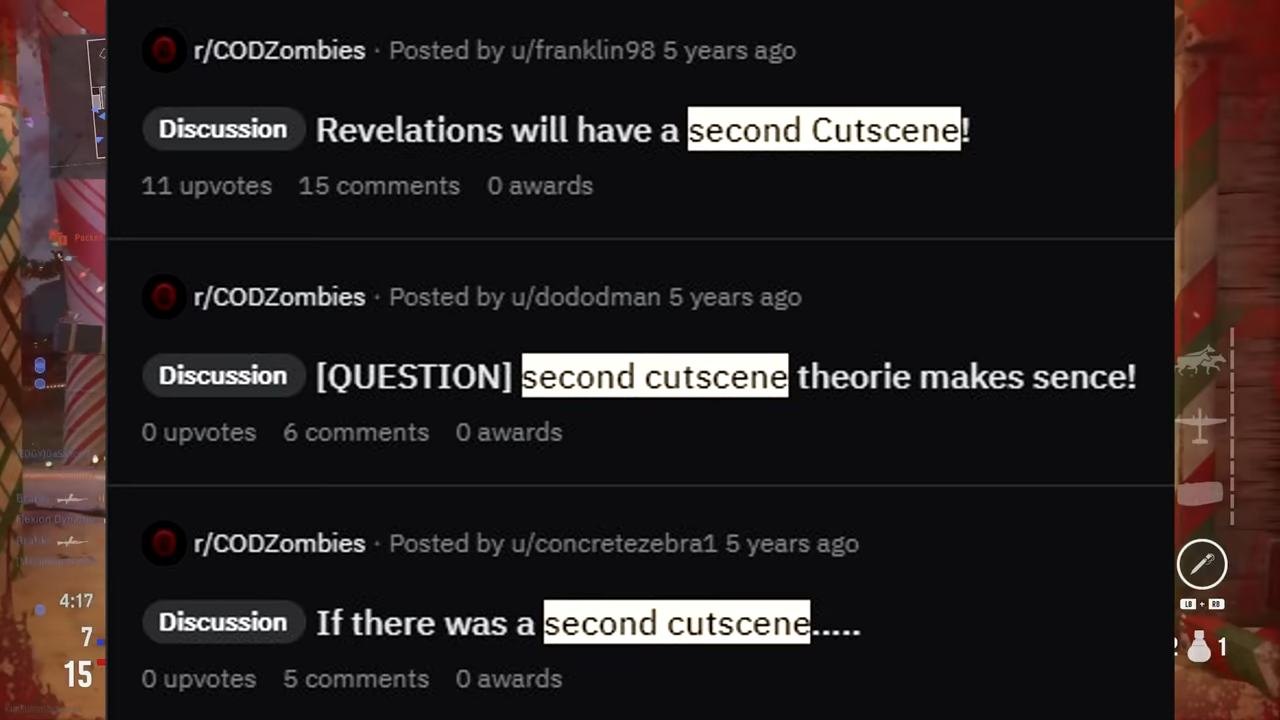 r/CODZombies · Posted by u/franklin98 5 years ago
Discussion Revelations will have a second Cutscene!
11 upvotes 15 comments 0 awards
r/CODZombies · Posted by u/dododman 5 years ago
Discussion [QUESTION] second cutscene theorie makes sence!
0 upvotes 6 comments 0 awards
r/CODZombies · Posted by u/concretezebra1 5 years ago
Discussion If there was a second cutscene.....
0 upvotes 5 comments 0 awards
4:17
7
15
LB + RB
1